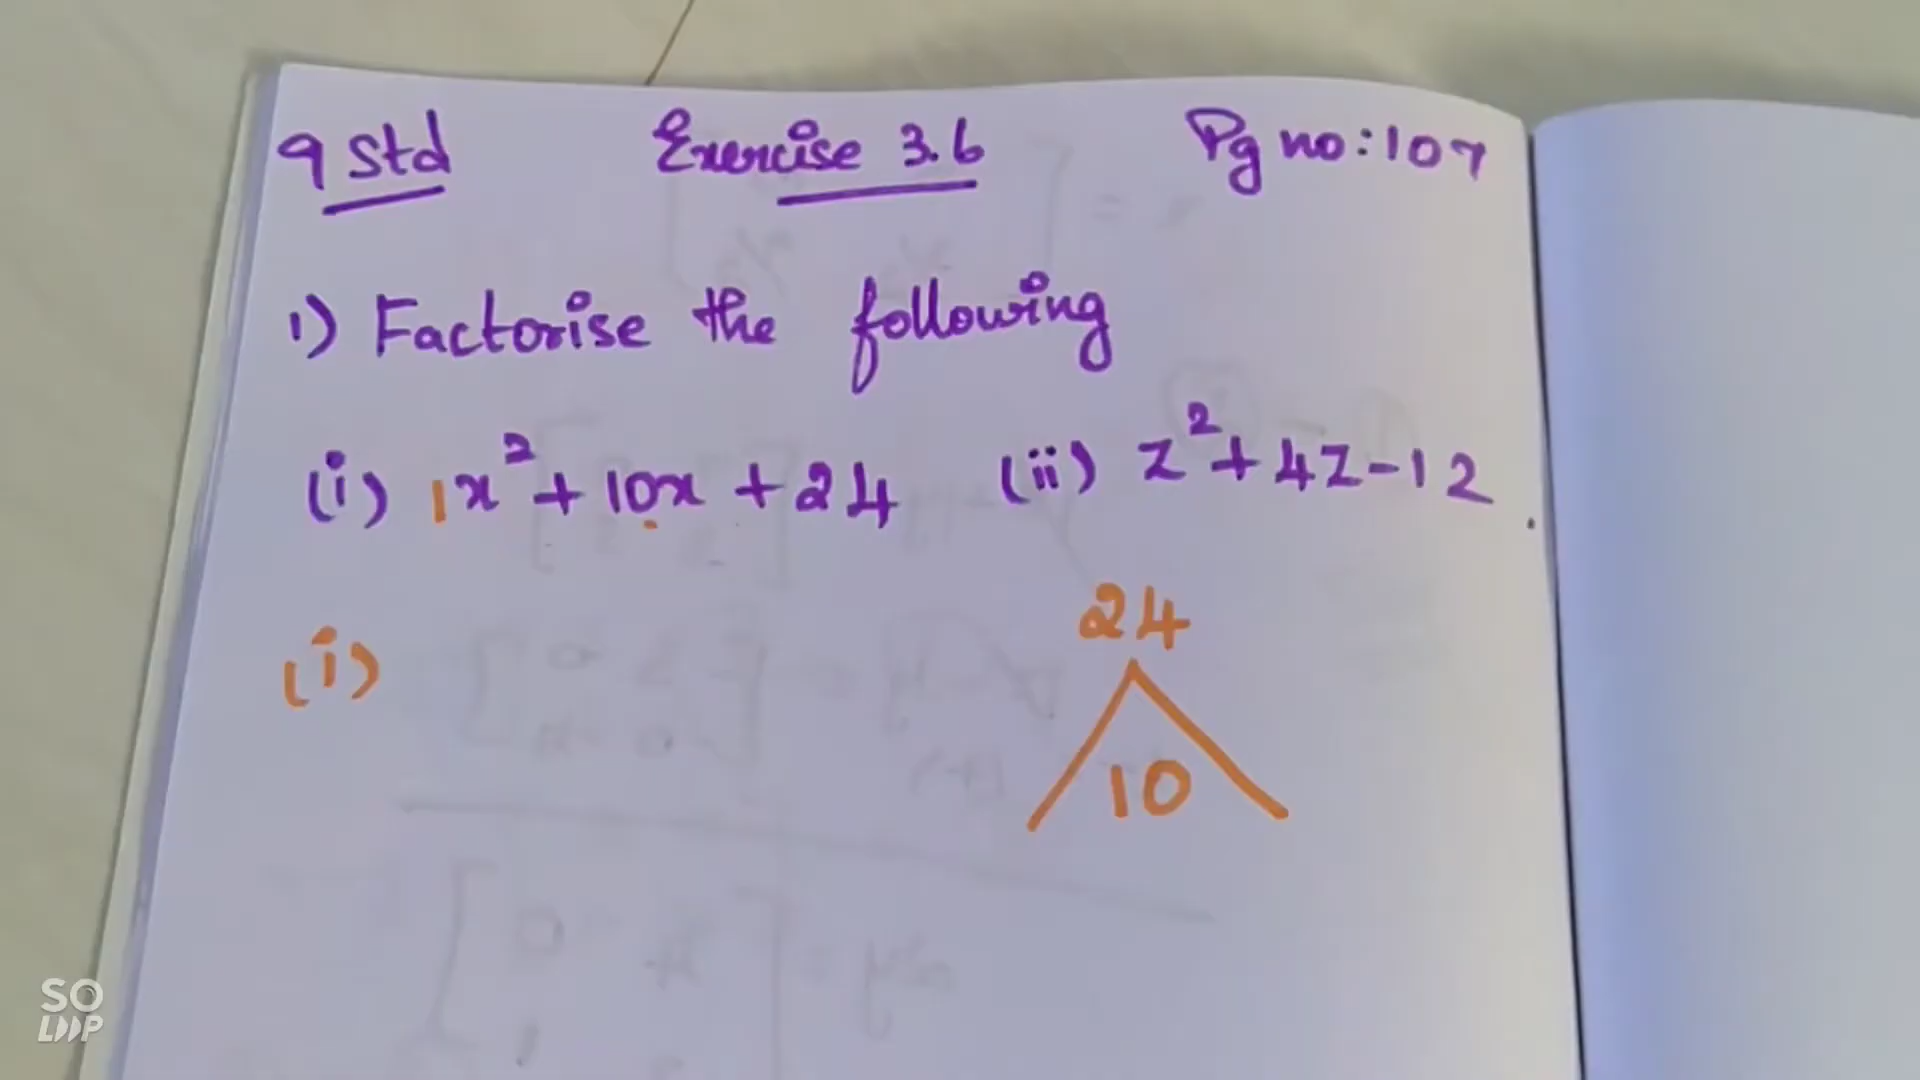 9 Std Exercise 3.6 Pg no: 107
1) Factorise the following
(i) 1x² + 10x + 24 (ii) z² + 4z - 12
(i)
24
10
SO
LOOP